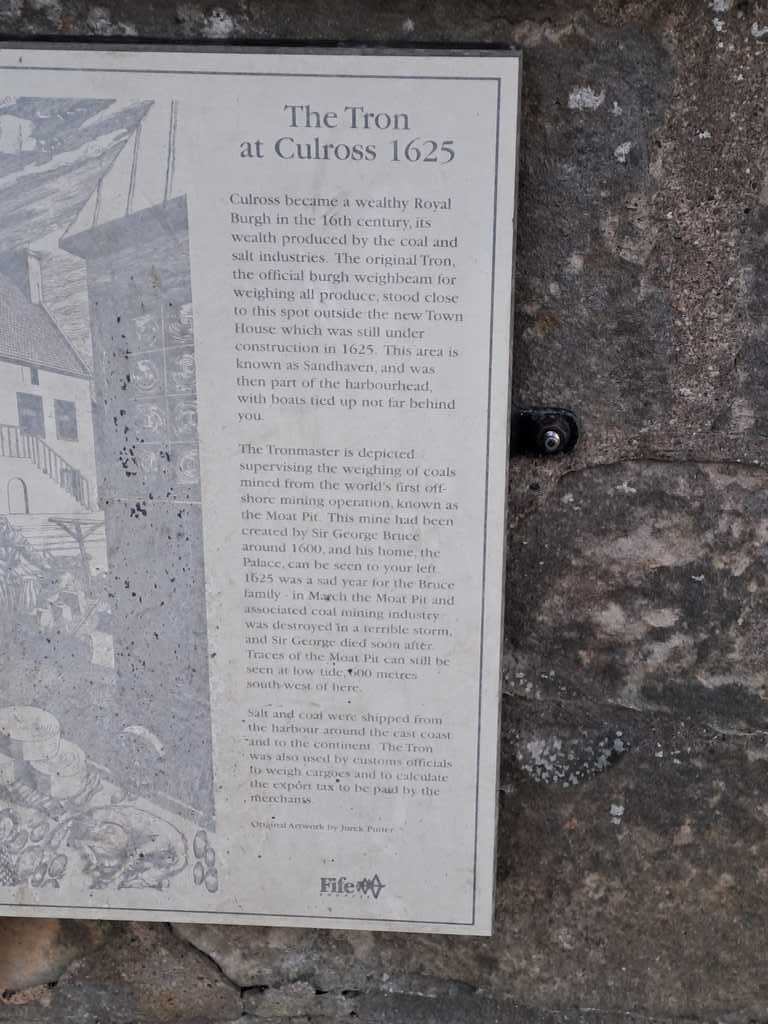 The Tron
at Culross 1625
Culross became a wealthy Royal
Burgh in the 16th century, its
wealth produced by the coal and
salt industries. The original Tron,
the official burgh weighbeam for
weighing all produce, stood close
to this spot outside the new Town
House which was still under
construction in 1625. This area is
known as Sandhaven, and was
then part of the harbourhead,
with boats tied up not far behind
you.
The Tronmaster is depicted
supervising the weighing of coals
mined from the world's first off-
shore mining operation, known as
the Moat Pit. This mine had been
created by Sir George Bruce
around 1600, and his home, the
Palace, can be seen to your left.
1625 was a sad year for the Bruce
family - in March the Moat Pit and
associated coal mining industry
was destroyed in a terrible storm,
and Sir George died soon after.
Traces of the Moat Pit can still be
seen at low tide, 600 metres
south-west of here.
Salt and coal were shipped from
the harbour around the east coast
and to the continent. The Tron
was also used by customs officials
to weigh cargoes and to calculate
the export tax to be paid by the
merchants.
Original Artwork by Jurek Putter
Fife